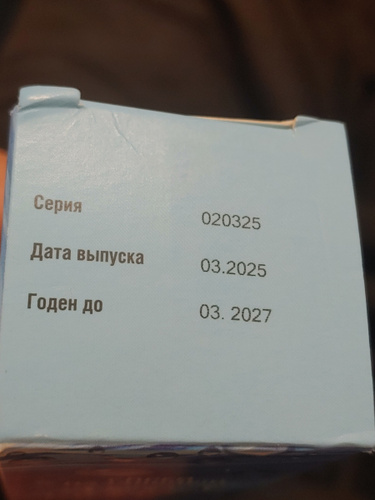 Серия 020325
Дата выпуска 03.2025
Годен до 03. 2027